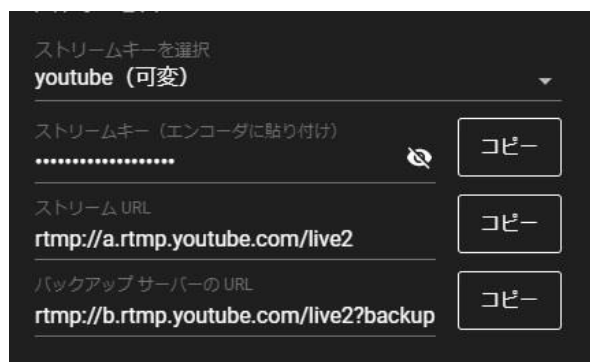 ストリームキーを選択
youtube（可変）
ストリームキー（エンコーダに貼り付け）
•••••••••••••••••••
コピー
ストリーム URL
rtmp://a.rtmp.youtube.com/live2
コピー
バックアップ サーバーの URL
rtmp://b.rtmp.youtube.com/live2?backup
コピー